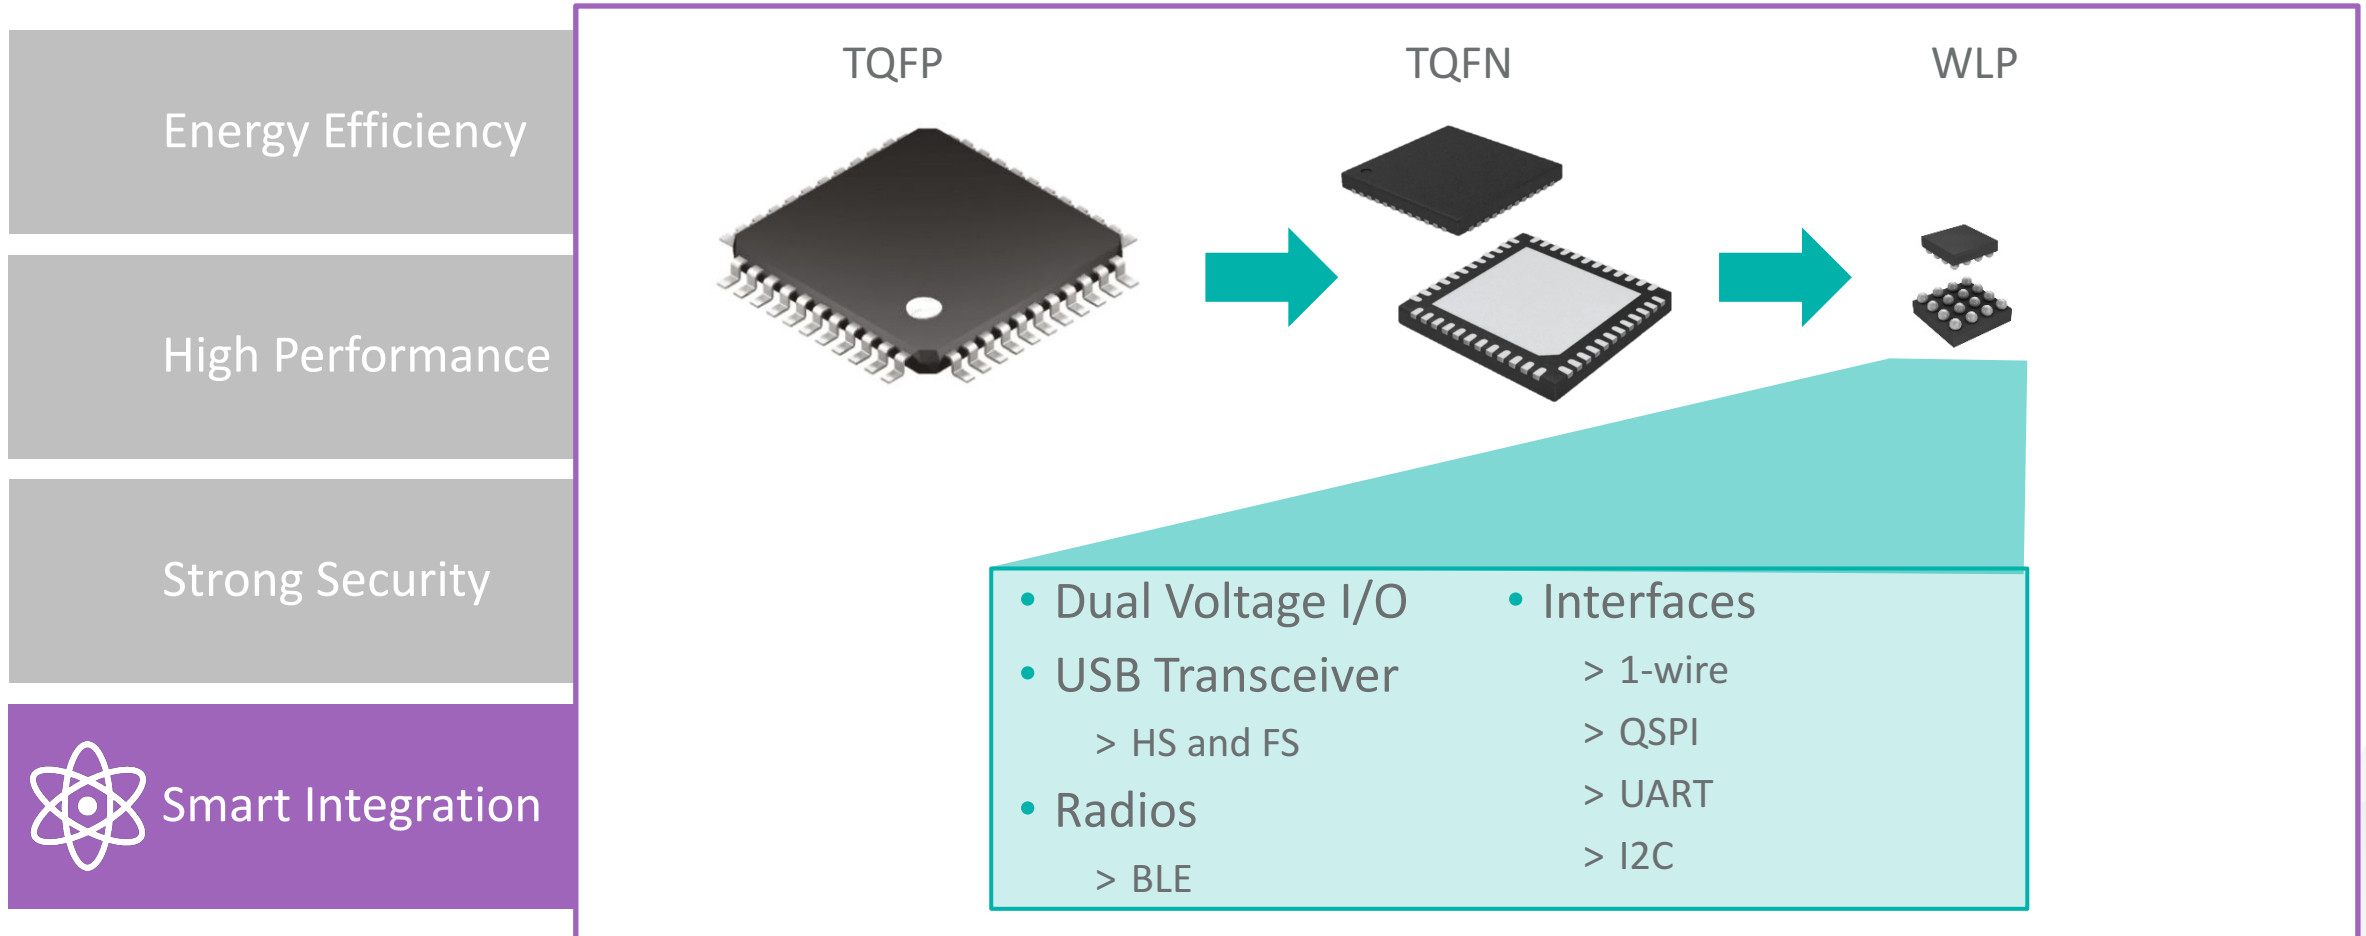 Energy Efficiency
High Performance
Strong Security
Smart Integration
TQFP
TQFN
WLP
• Dual Voltage I/O
• USB Transceiver
> HS and FS
• Radios
> BLE
• Interfaces
> 1-wire
> QSPI
> UART
> I2C